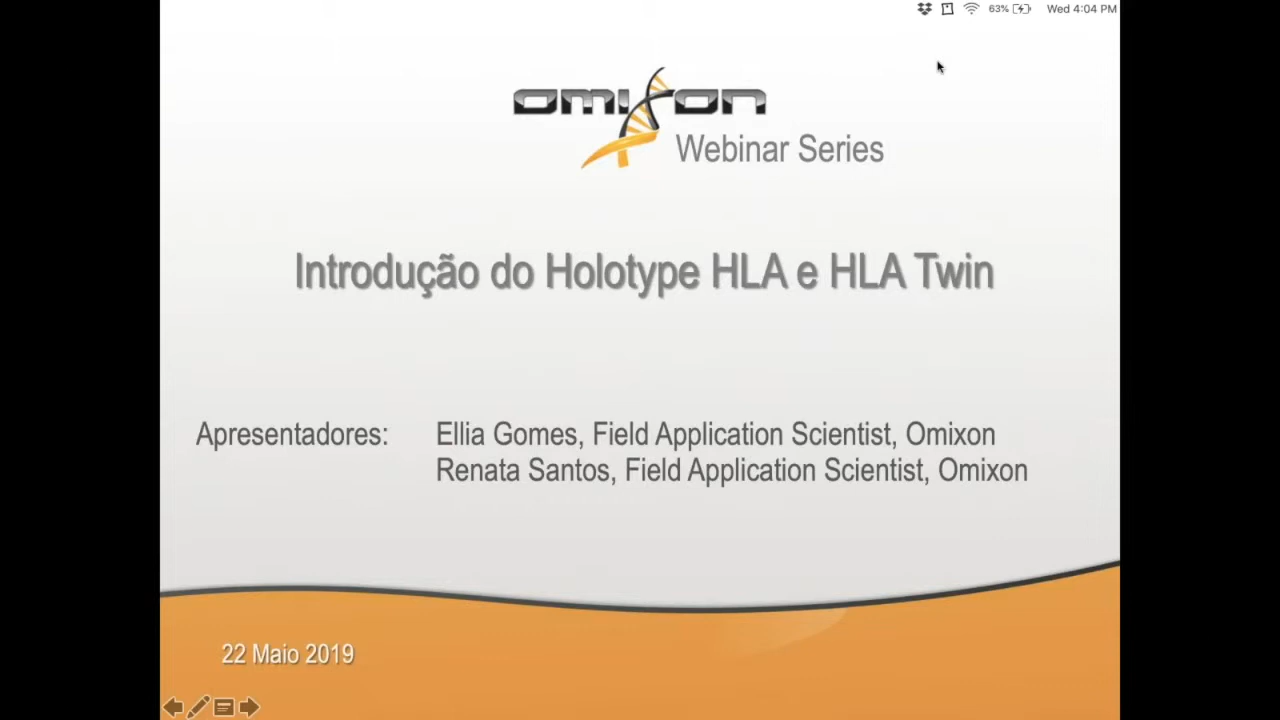 63% Wed 4:04 PM
omixon
Webinar Series
Introdução do Holotype HLA e HLA Twin
Apresentadores: Ellia Gomes, Field Application Scientist, Omixon
Renata Santos, Field Application Scientist, Omixon
22 Maio 2019